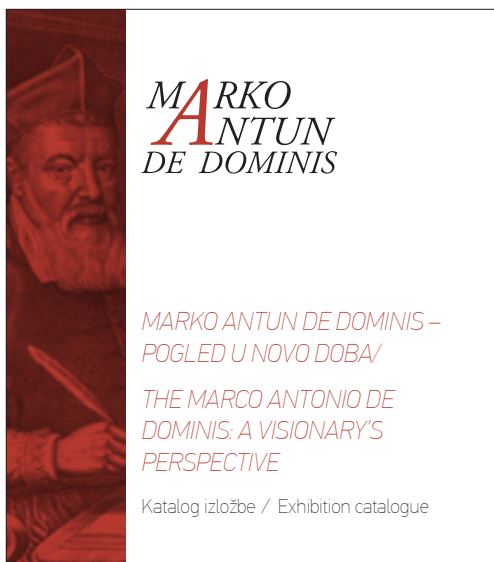 MARKO
ANTUN
DE DOMINIS
MARKO ANTUN DE DOMINIS –
POGLED U NOVO DOBA/
THE MARCO ANTONIO DE
DOMINIS: A VISIONARY'S
PERSPECTIVE
Katalog izložbe / Exhibition catalogue